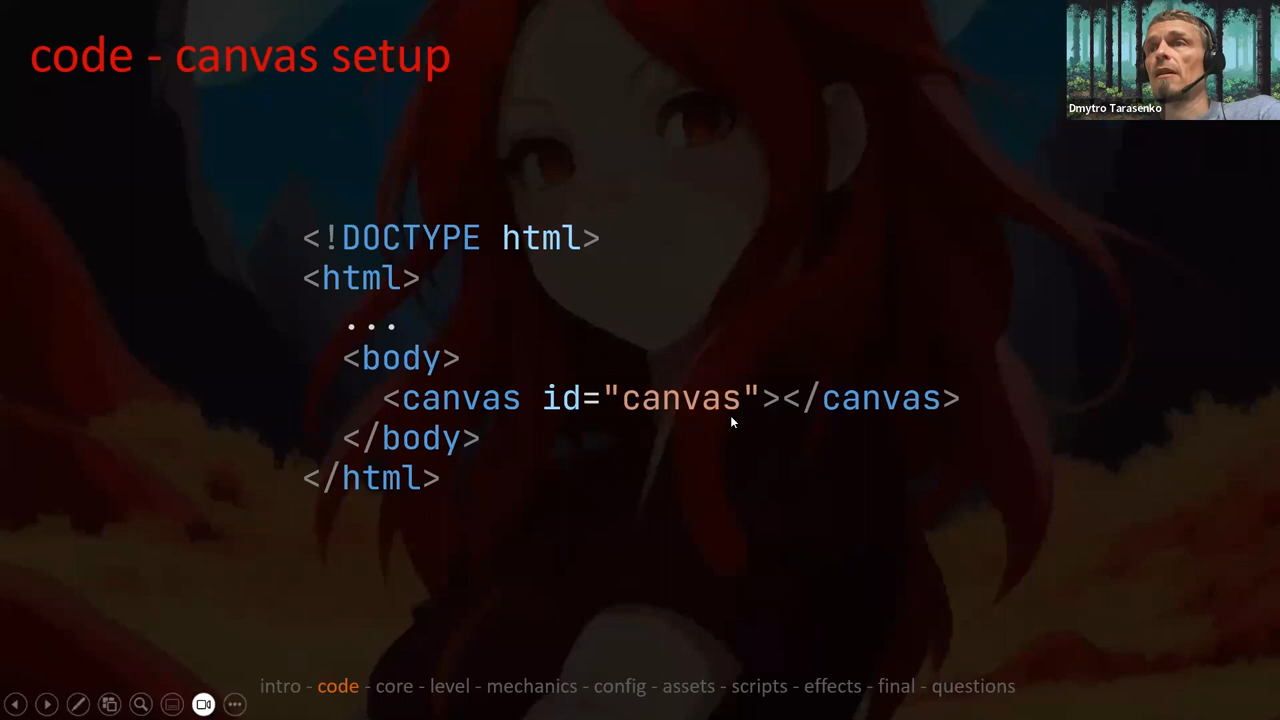 code - canvas setup
Dmytro Tarasenko
<!DOCTYPE html>
<html>
...
<body>
<canvas id="canvas"></canvas>
</body>
</html>
intro - code - core - level - mechanics - config - assets - scripts - effects - final - questions